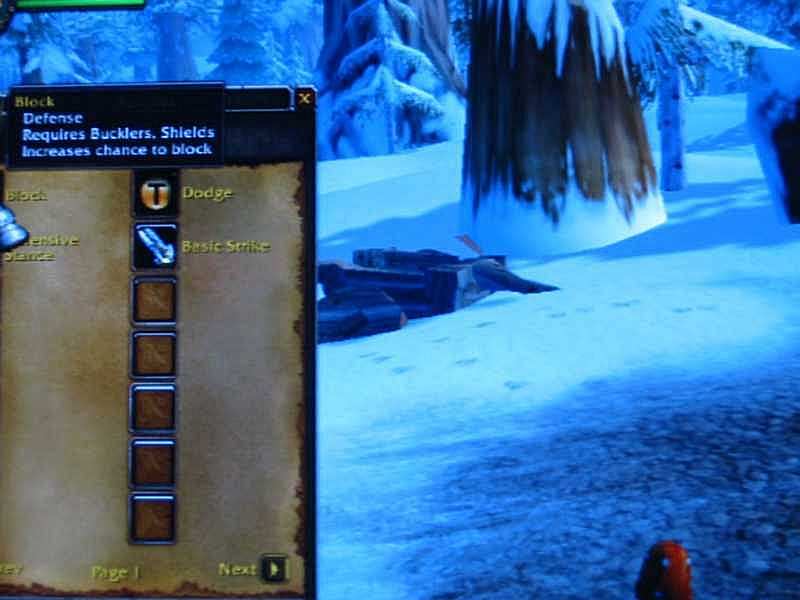 Block
Defense
Requires Bucklers, Shields
Increases chance to block
Block
Dodge
T
Basic Strike
Page 1
Next